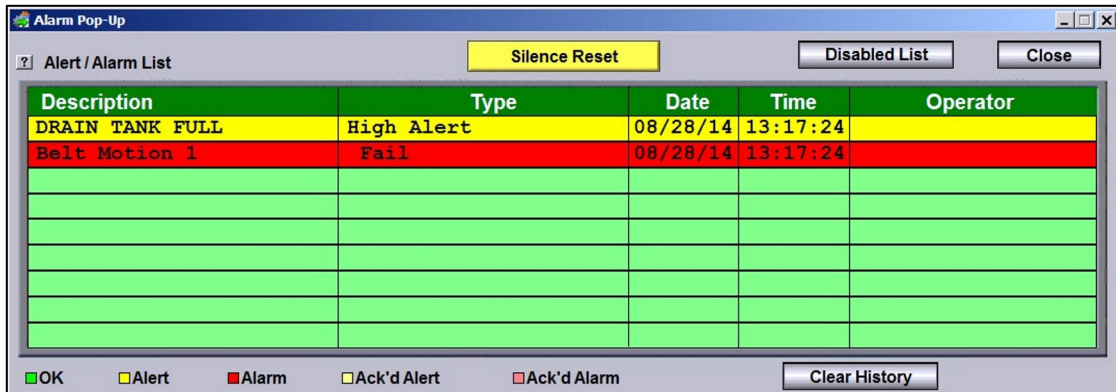 Alarm Pop-Up
? Alert / Alarm List Silence Reset Disabled List Close
Description Type Date Time Operator
DRAIN TANK FULL High Alert 08/28/14 13:17:24
Belt Motion 1 Fail 08/28/14 13:17:24
OK Alert Alarm Ack'd Alert Ack'd Alarm Clear History